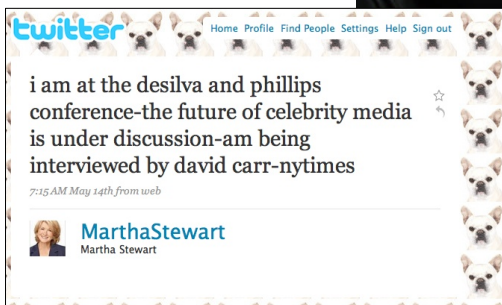 twitter Home Profile Find People Settings Help Sign out
i am at the desilva and phillips
conference-the future of celebrity media
is under discussion-am being
interviewed by david carr-nytimes
7:15 AM May 14th from web
MarthaStewart
Martha Stewart